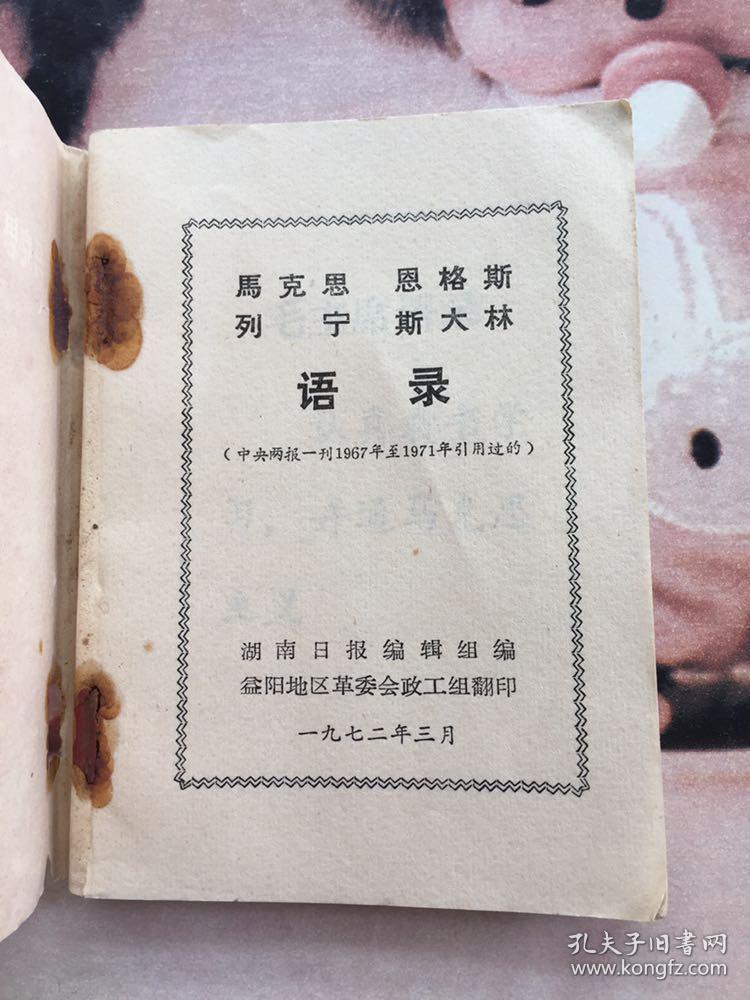 馬克思 恩格斯
列宁 斯大林
语录
（中央两报一刊1967年至1971年引用过的）
湖南日报编辑组编
益阳地区革委会政工组翻印
一九七二年三月
孔夫子旧书网
www.kongfz.com